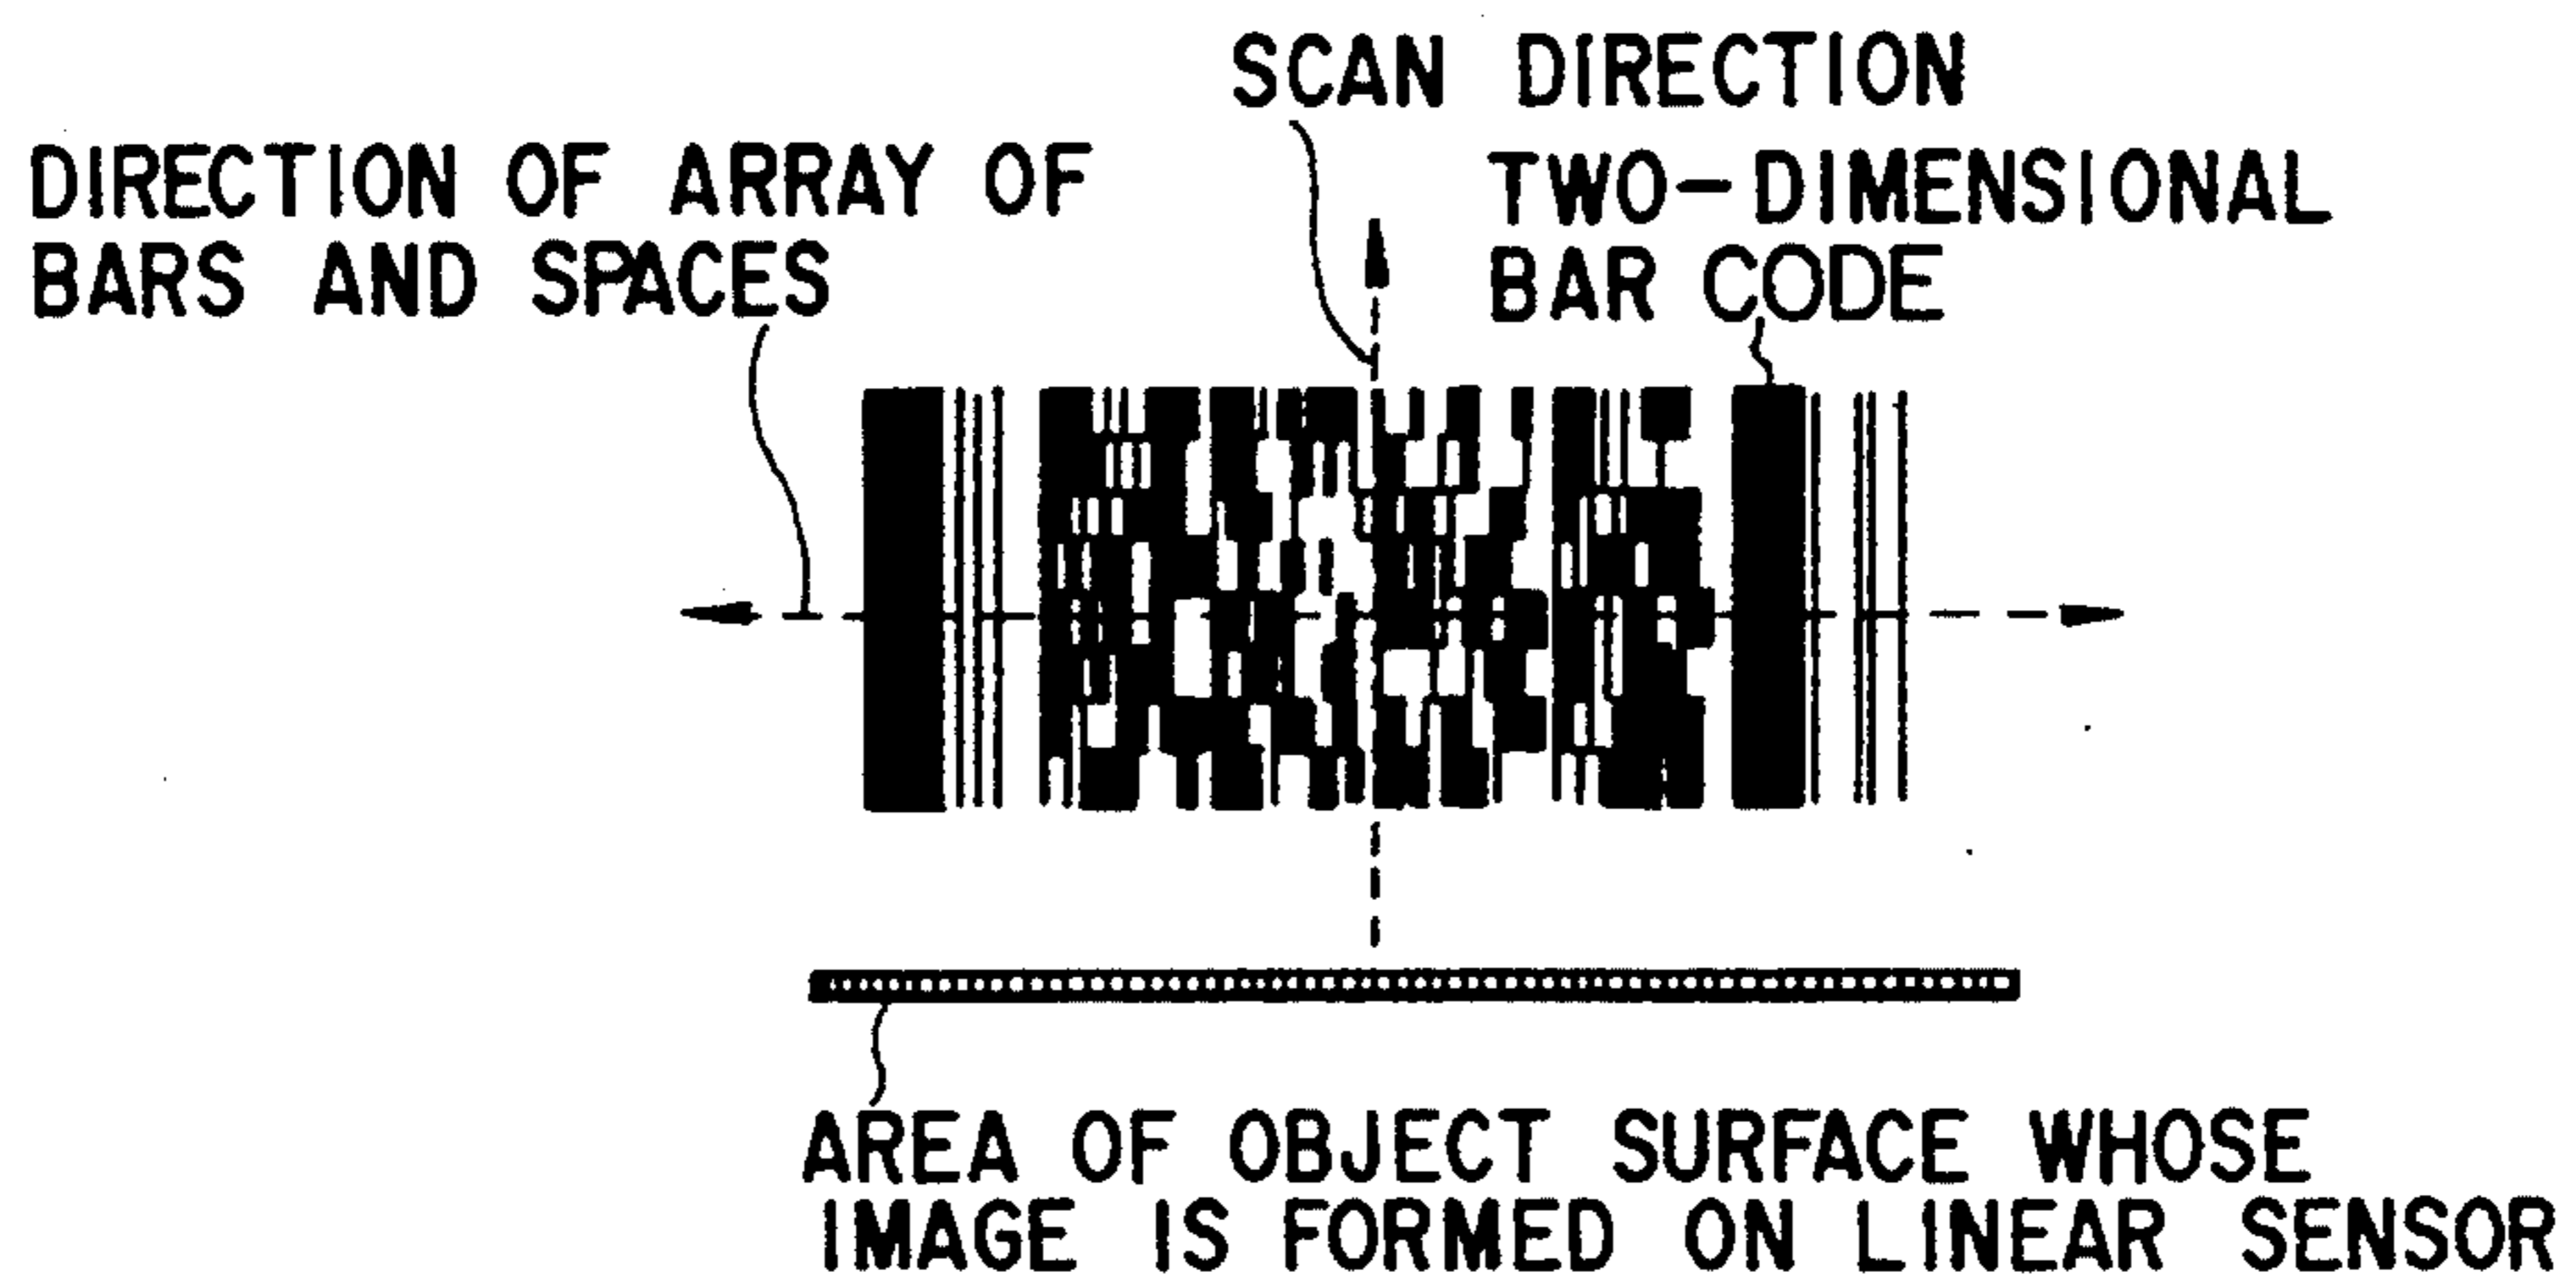 SCAN DIRECTION
DIRECTION OF ARRAY OF
BARS AND SPACES
TWO-DIMENSIONAL
BAR CODE
AREA OF OBJECT SURFACE WHOSE
IMAGE IS FORMED ON LINEAR SENSOR